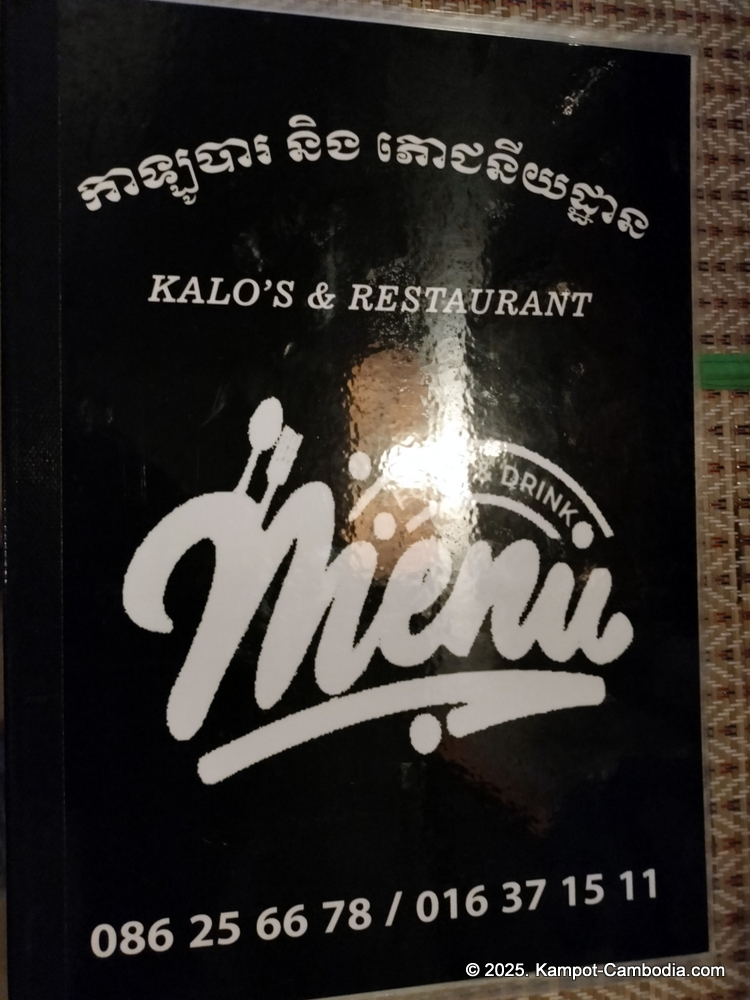 កាឡូបារ និង ភោជនីយដ្ឋាន
KALO'S & RESTAURANT
& DRINK
Menu
086 25 66 78 / 016 37 15 11
© 2025. Kampot-Cambodia.com